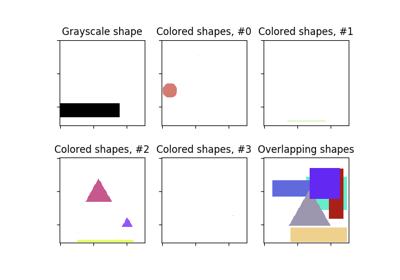 Grayscale shape
Colored shapes, #0
Colored shapes, #1
Colored shapes, #2
Colored shapes, #3
Overlapping shapes